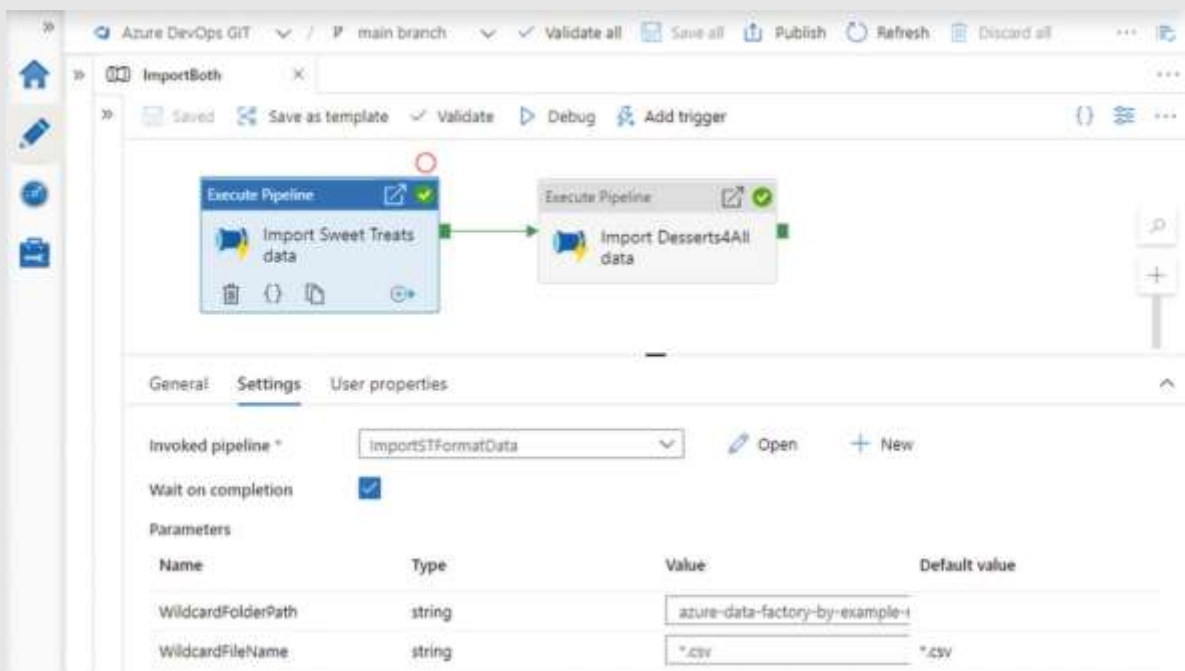 Azure DevOps GIT / main branch Validate all Save all Publish Refresh Discard all
ImportBoth
Saved Save as template Validate Debug Add trigger {}
Execute Pipeline
Import Sweet Treats
data
{}
Execute Pipeline
Import Desserts4All
data
General Settings User properties
Invoked pipeline * ImportSTFormatData Open New
Wait on completion
Parameters
Name Type Value Default value
WildcardFolderPath string azure-data-factory-by-example-
WildcardFileName string *.csv *.csv